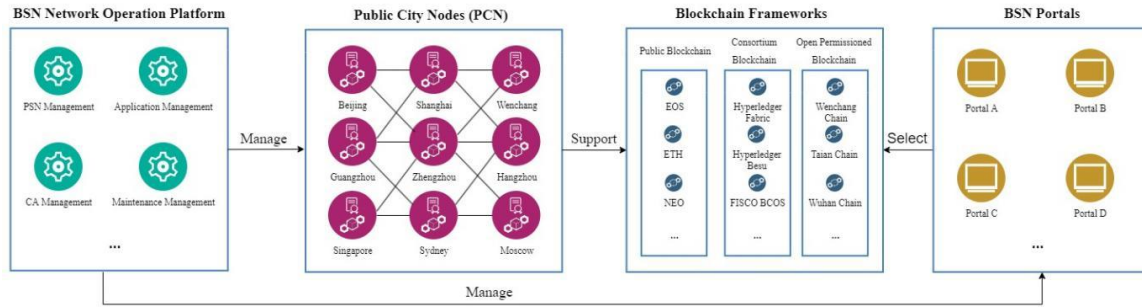 BSN Network Operation Platform
PSN Management
Application Management
CA Management
Maintenance Management
...
Manage
Public City Nodes (PCN)
Beijing
Shanghai
Wenchang
Guangzhou
Zhengzhou
Hangzhou
Singapore
Sydney
Moscow
Support
Blockchain Frameworks
Public Blockchain
EOS
ETH
NEO
...
Consortium
Blockchain
Hyperledger
Fabric
Hyperledger
Besu
FISCO BCOS
...
Open Permissioned
Blockchain
Wenchang
Chain
Taian Chain
Wuhan Chain
...
Select
BSN Portals
Portal A
Portal B
Portal C
Portal D
...
Manage